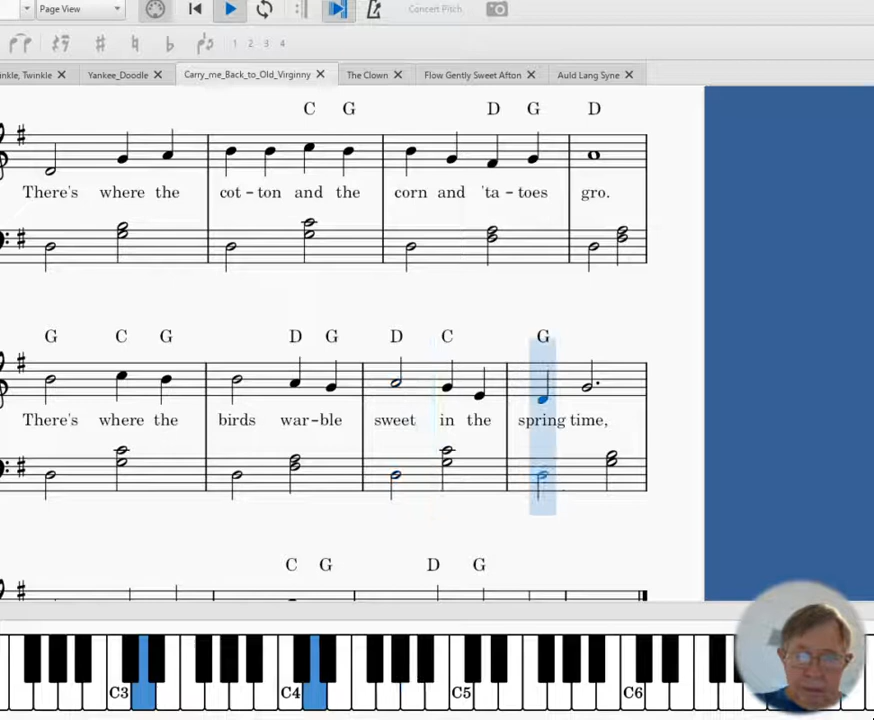 Page View Concert Pitch
1 2 3 4
inkle, Twinkle Yankee_Doodle Carry_me_Back_to_Old_Virginny The Clown Flow Gently Sweet Afton Auld Lang Syne
C G D G D
There's where the cot - ton and the corn and 'ta - toes gro.
G C G D G D C G
There's where the birds war-ble sweet in the spring time,
C G D G
C3 C4 C5 C6